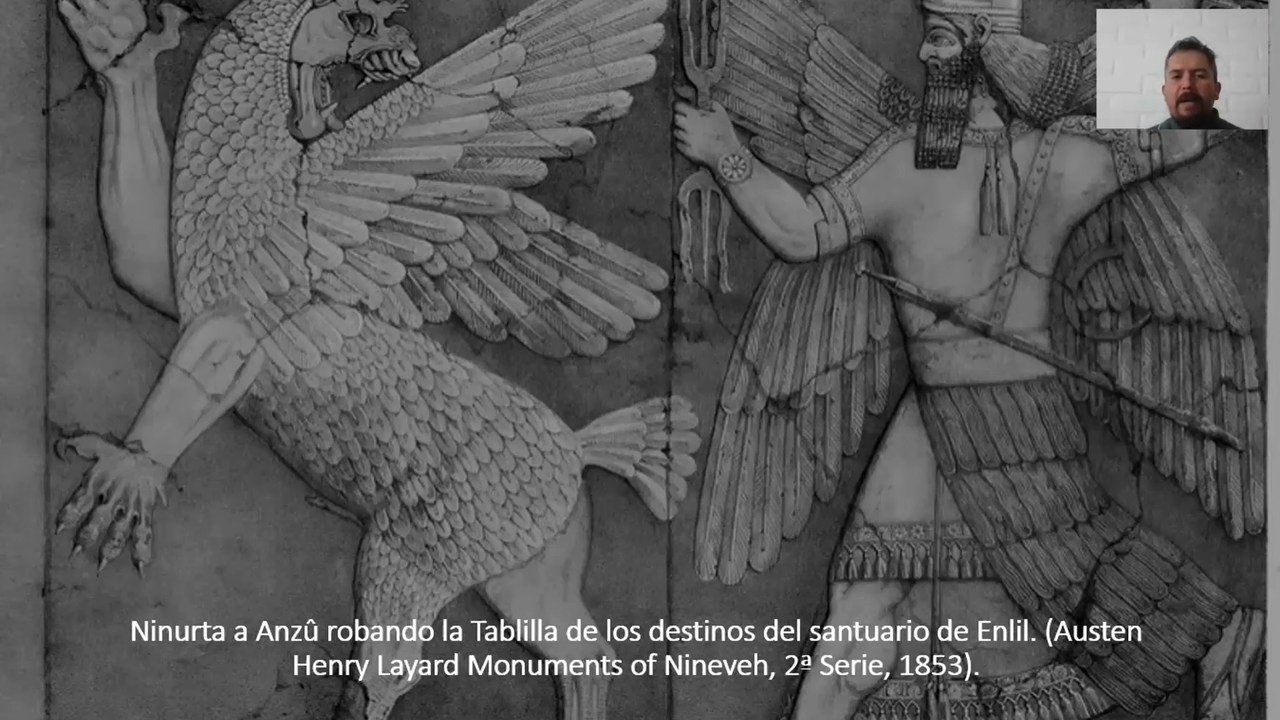 Ninurta a Anzû robando la Tablilla de los destinos del santuario de Enlil. (Austen
Henry Layard Monuments of Nineveh, 2ª Serie, 1853).